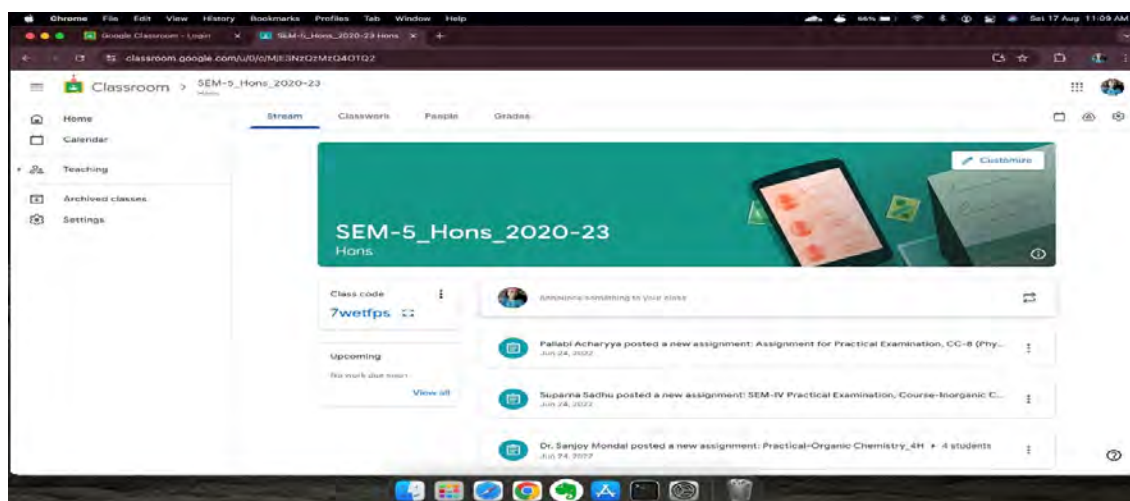 Chrome File Edit View History Bookmarks Profiles Tab Window Help 66% Sat 17 Aug 11:09 AM
Google Classroom - Login SEM-5_Hons_2020-23 Hons
Classroom > SEM-5_Hons_2020-23
Hons
Home
Calendar
Teaching
Archived classes
Settings
Stream Classwork People Grades
Customize
SEM-5_Hons_2020-23
Hons
Class code
7wetfps
Announce something to your class
Upcoming
No work due soon
View all
Pallabi Acharyya posted a new assignment: Assignment for Practical Examination, CC-8 (Phy...
Jun 24, 2022
Suparna Sadhu posted a new assignment: SEM-IV Practical Examination, Course-Inorganic C...
Jun 24, 2022
Dr. Sanjoy Mondal posted a new assignment: Practical-Organic Chemistry_4H 4 students
Jun 24, 2022